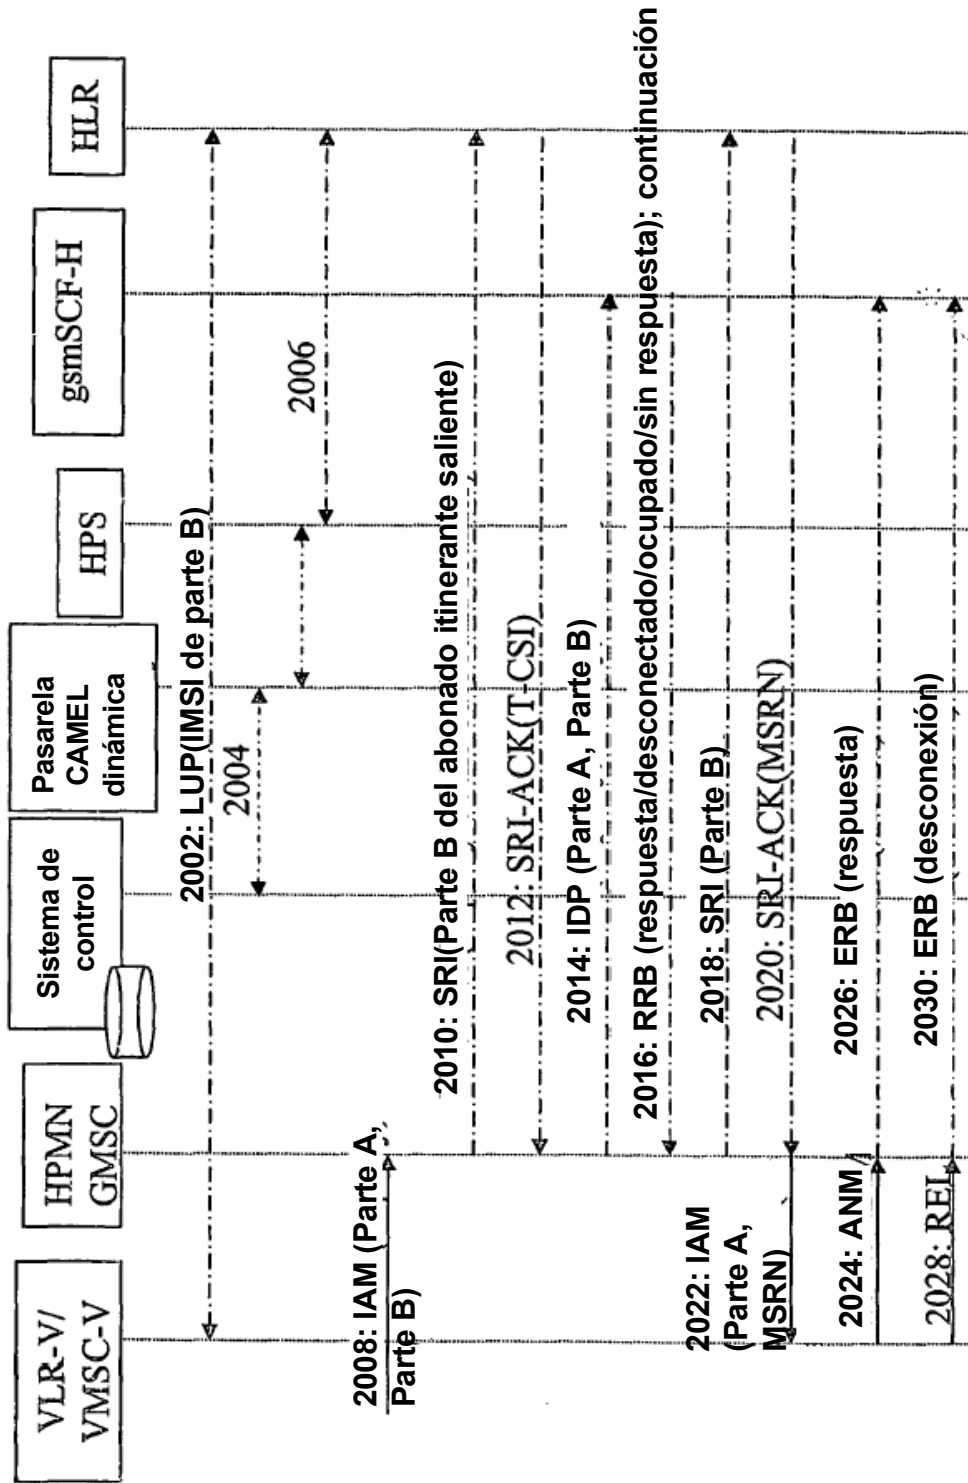 VLR-V/
VMSC-V
HPMN
GMSC
Sistema de
control
Pasarela
CAMEL
dinámica
HPS
gsmSCF-H
HLR
2002: LUP(IMSI de parte B)
2004
2006
2008: IAM (Parte A,
Parte B)
2010: SRI(Parte B del abonado itinerante saliente)
2012: SRI-ACK(T-CSI)
2014: IDP (Parte A, Parte B)
2016: RRB (respuesta/desconectado/ocupado/sin respuesta); continuación
2018: SRI (Parte B)
2020: SRI-ACK(MSRN)
2022: IAM
(Parte A,
MSRN)
2024: ANM
2026: ERB (respuesta)
2028: REL
2030: ERB (desconexión)